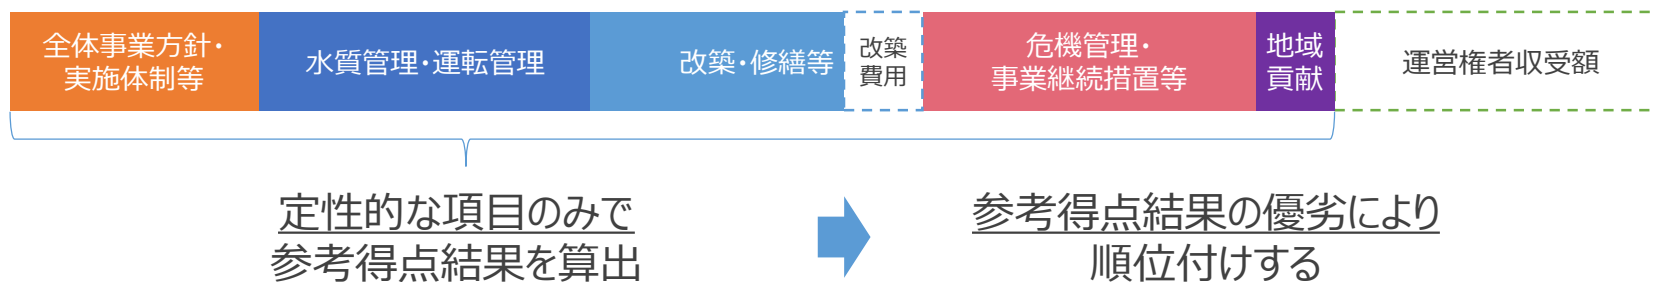 全体事業方針・
実施体制等
水質管理・運転管理
改築・修繕等
改築
費用
危機管理・
事業継続措置等
地域
貢献
運営権者収受額
定性的な項目のみで
参考得点結果を算出
参考得点結果の優劣により
順位付けする